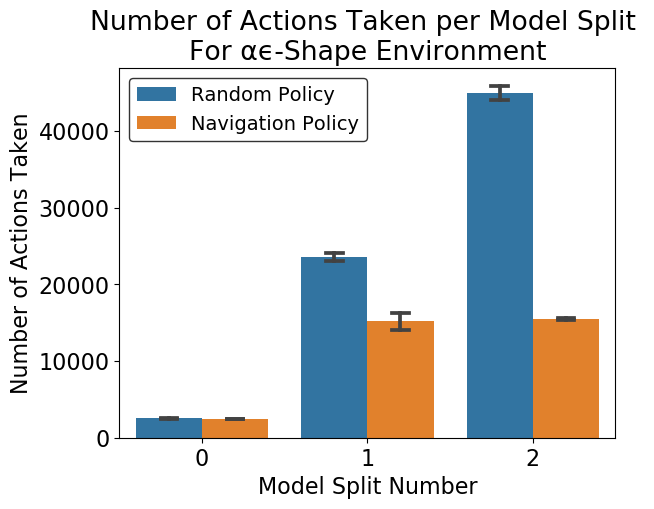 Number of Actions Taken per Model Split
For αϵ-Shape Environment
Random Policy
Navigation Policy
Number of Actions Taken
40000
30000
20000
10000
0
0 1 2
Model Split Number